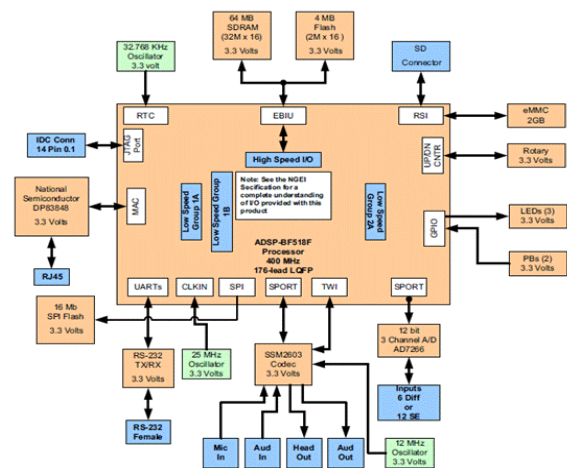 64 MB
SDRAM
(32M x 16)
3.3 Volts
4 MB
Flash
(2M x 16 )
3.3 Volts
32.768 KHz
Oscillator
3.3 volt
SD
Connector
RTC
EBIU
RSI
eMMC
2GB
IDC Conn
14 Pin 0.1
JTAG
Port
High Speed I/O
UP/DN
CNTR
Rotary
3.3 Volts
National
Semiconductor
DP83848
3.3 Volts
MAC
Low Speed
Group 1A
Low Speed Group
1B
Note: See the NGEI
Secification for a
complete understanding
of I/O provided with this
product
Low Speed
Group 2A
GPIO
LEDs (3)
3.3 Volts
ADSP-BF518F
Processor
400 MHz
176-lead LQFP
PBs (2)
3.3 Volts
RJ45
UARTs
CLKIN
SPI
SPORT
TWI
SPORT
16 Mb
SPI Flash
3.3 Volts
RS-232
TX/RX
3.3 Volts
25 MHz
Oscillator
3.3 Volts
SSM2603
Codec
3.3 Volts
12 bit
3 Channel A/D
AD7266
Inputs
6 Diff
or
12 SE
RS-232
Female
Mic
In
Aud
In
Head
Out
Aud
Out
12 MHz
Oscillator
3.3 Volts